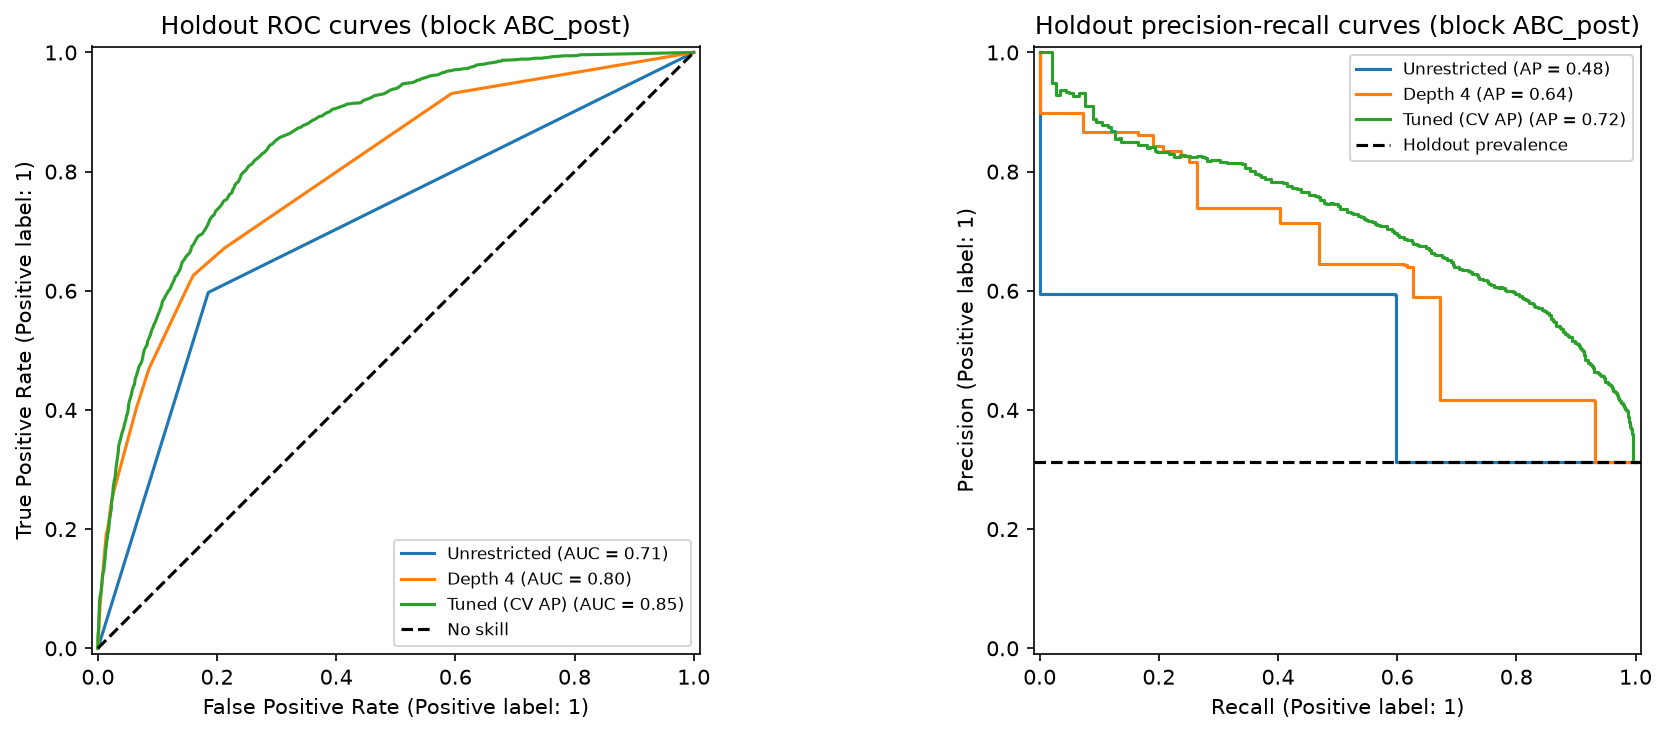 Holdout ROC curves (block ABC_post)
True Positive Rate (Positive label: 1)
1.0
0.8
0.6
0.4
0.2
0.0
Unrestricted (AUC = 0.71)
Depth 4 (AUC = 0.80)
Tuned (CV AP) (AUC = 0.85)
No skill
0.0 0.2 0.4 0.6 0.8 1.0
False Positive Rate (Positive label: 1)
Holdout precision-recall curves (block ABC_post)
Precision (Positive label: 1)
1.0
0.8
0.6
0.4
0.2
0.0
Unrestricted (AP = 0.48)
Depth 4 (AP = 0.64)
Tuned (CV AP) (AP = 0.72)
Holdout prevalence
0.0 0.2 0.4 0.6 0.8 1.0
Recall (Positive label: 1)